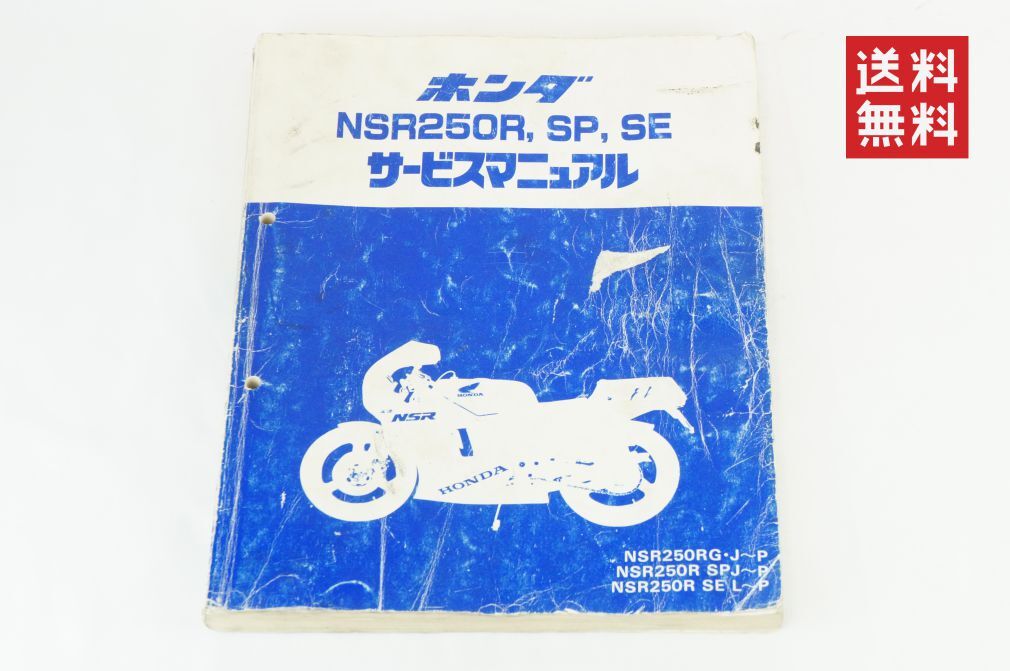 ホンダ
NSR250R, SP, SE
サービスマニュアル
送料
無料
HONDA
NSR
HONDA
NSR250RG・J〜P
NSR250R SPJ〜P
NSR250R SE L〜P